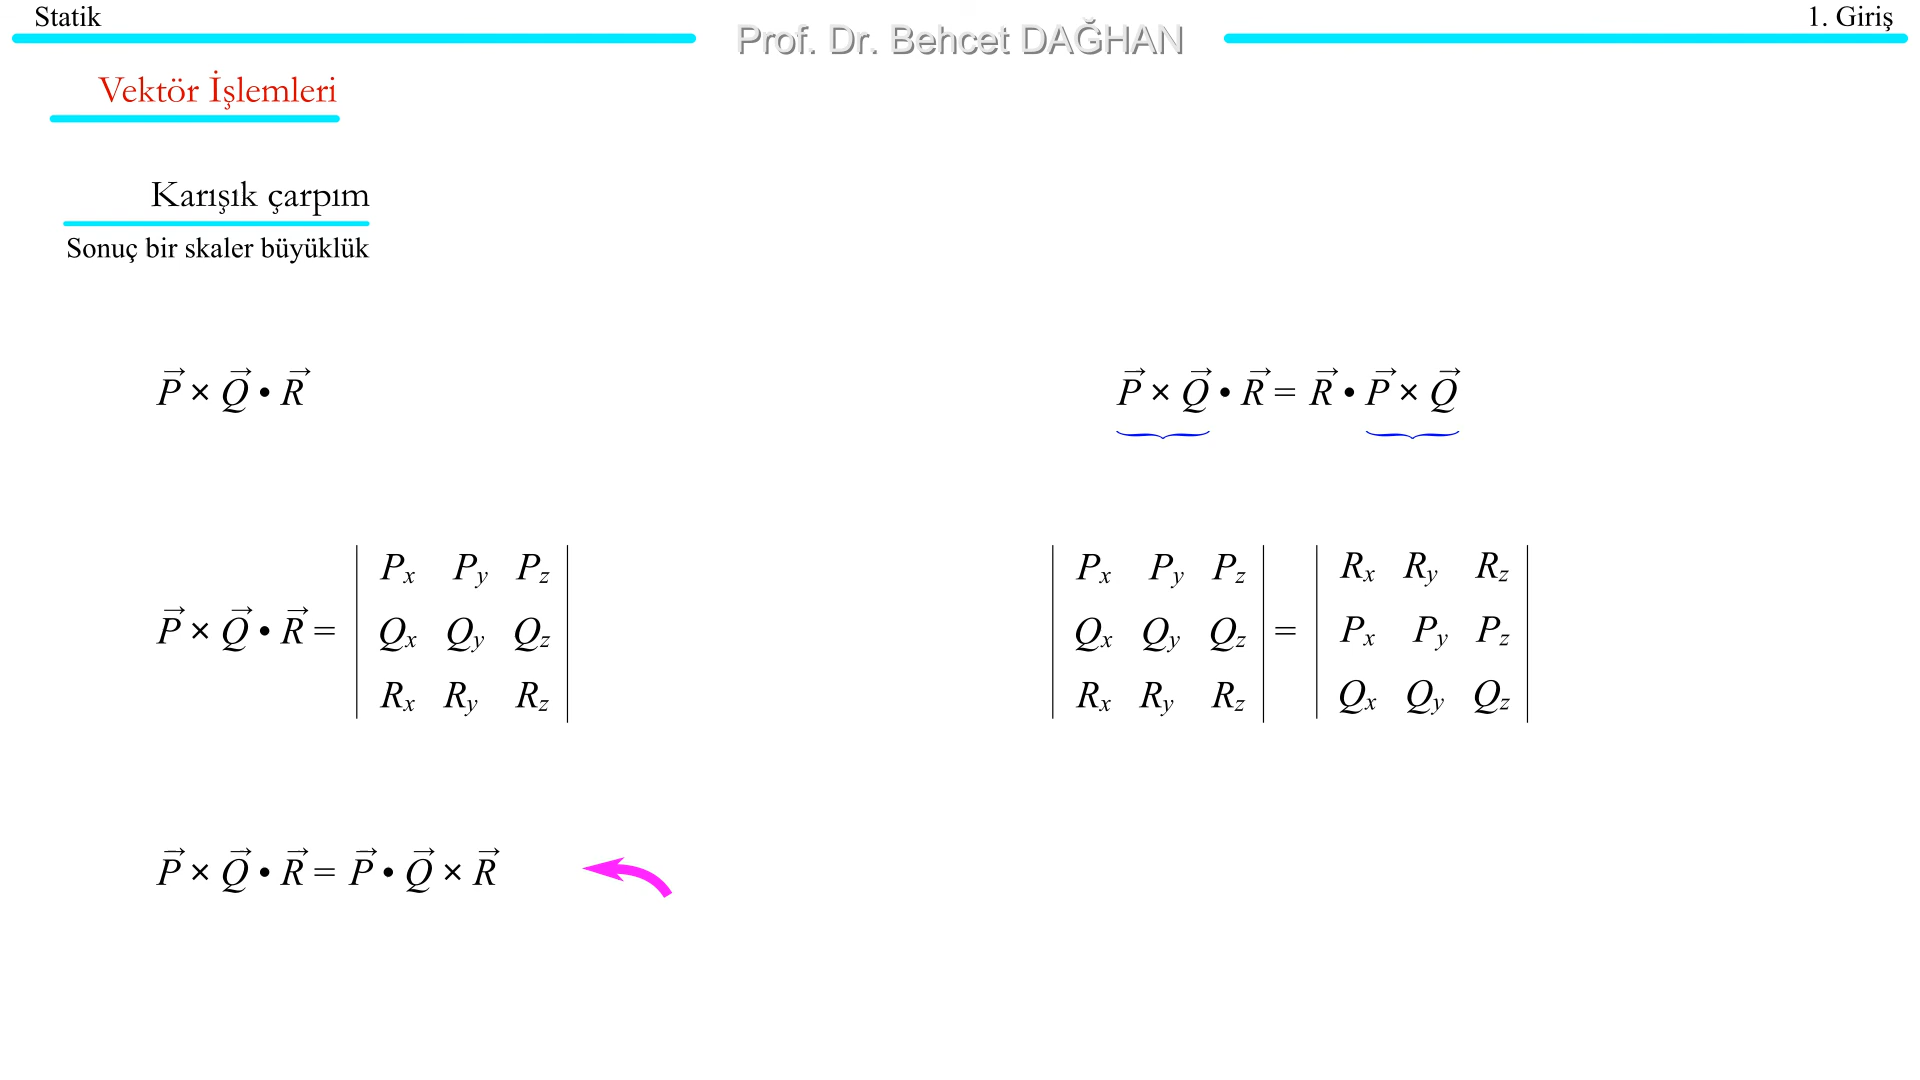 Statik
Prof. Dr. Behcet DAĞHAN
1. Giriş
Vektör İşlemleri
Karışık çarpım
Sonuç bir skaler büyüklük
P⃗ × Q⃗ • R⃗
P⃗ × Q⃗ • R⃗ = R⃗ • P⃗ × Q⃗
P⃗ × Q⃗ • R⃗ = | Px Py Pz |
| Qx Qy Qz |
| Rx Ry Rz |
| Px Py Pz | = | Rx Ry Rz |
| Qx Qy Qz | | Px Py Pz |
| Rx Ry Rz | | Qx Qy Qz |
P⃗ × Q⃗ • R⃗ = P⃗ • Q⃗ × R⃗